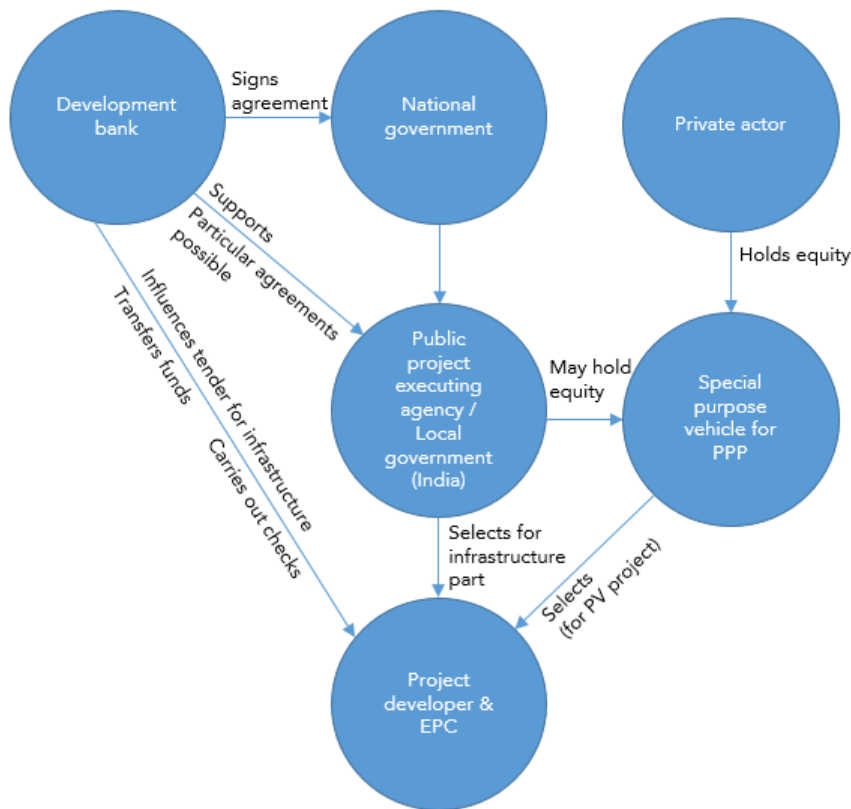 Development
bank
Signs
agreement
National
government
Private actor
Supports
Particular agreements
possible
Holds equity
Influences tender for infrastructure
Transfers funds
Carries out checks
Public
project
executing
agency /
Local
government
(India)
May hold
equity
Special
purpose
vehicle for
PPP
Selects for
infrastructure
part
Selects
(for PV project)
Project
developer &
EPC